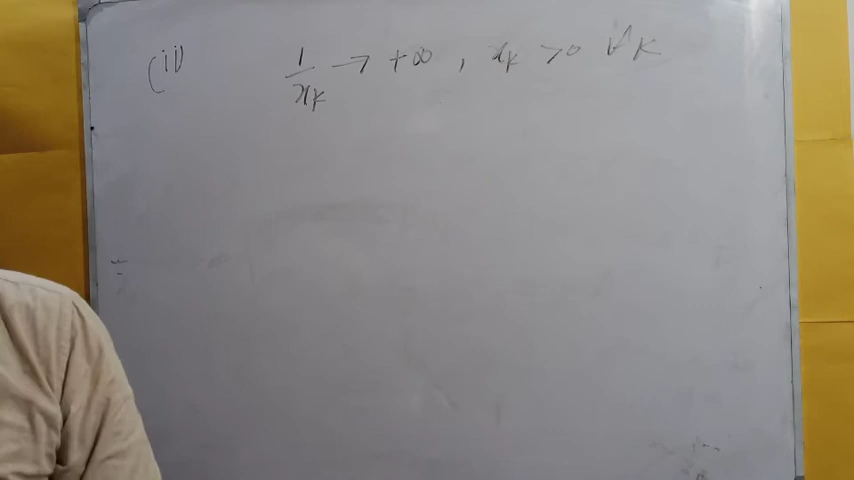 (ii) 1/x_k → +∞, x_k > 0 ∀ k